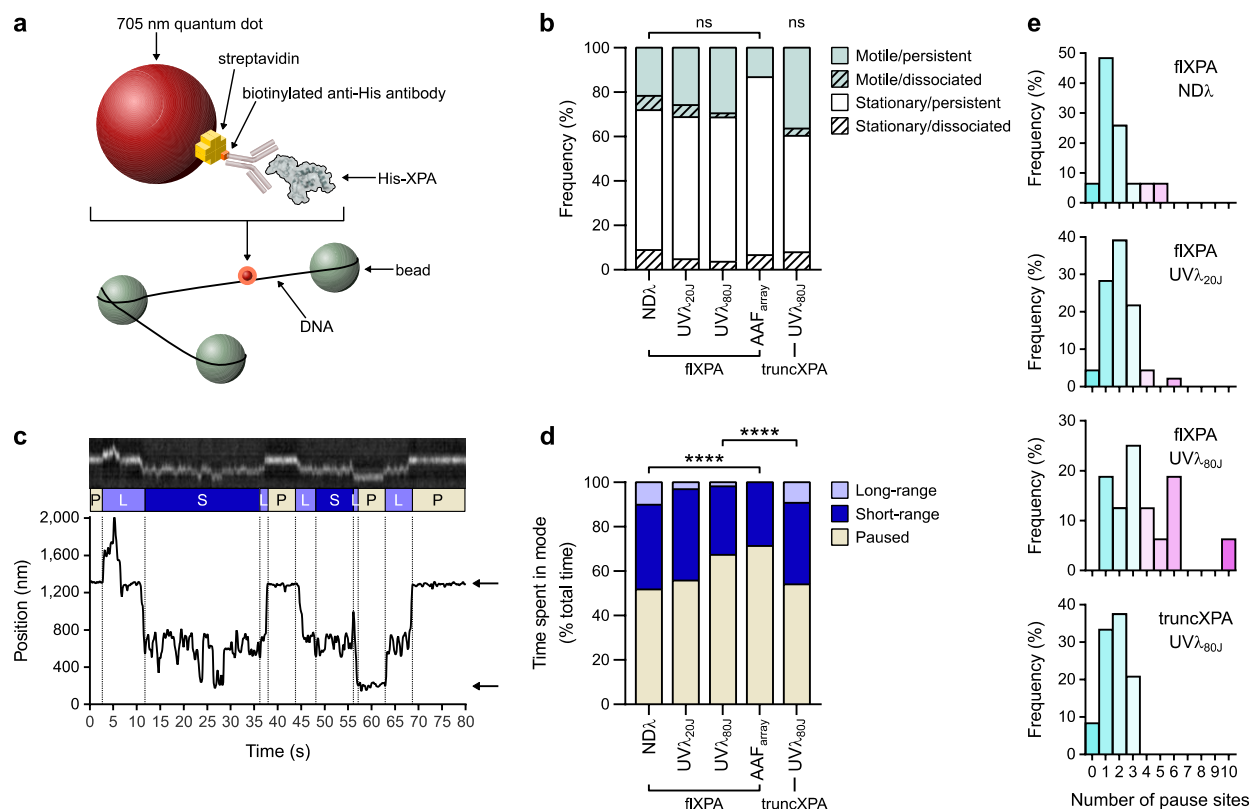 a
705 nm quantum dot
streptavidin
biotinylated anti-His antibody
His-XPA
bead
DNA
b
ns
ns
Frequency (%)
100
80
60
40
20
0
Motile/persistent
Motile/dissociated
Stationary/persistent
Stationary/dissociated
NDλ
UVλ20J
UVλ80J
AAFarray
UVλ80J
flXPA
truncXPA
c
P
L
S
L
P
L
S
L
P
L
P
Position (nm)
2,000
1,600
1,200
800
400
0
0 5 10 15 20 25 30 35 40 45 50 55 60 65 70 75 80
Time (s)
d
****
****
Time spent in mode
(% total time)
100
80
60
40
20
0
Long-range
Short-range
Paused
NDλ
UVλ20J
UVλ80J
AAFarray
UVλ80J
flXPA
truncXPA
e
flXPA
NDλ
Frequency (%)
50
40
30
20
10
0
flXPA
UVλ20J
Frequency (%)
40
30
20
10
0
flXPA
UVλ80J
Frequency (%)
30
20
10
0
truncXPA
UVλ80J
Frequency (%)
40
30
20
10
0
0 1 2 3 4 5 6 7 8 9 10
Number of pause sites